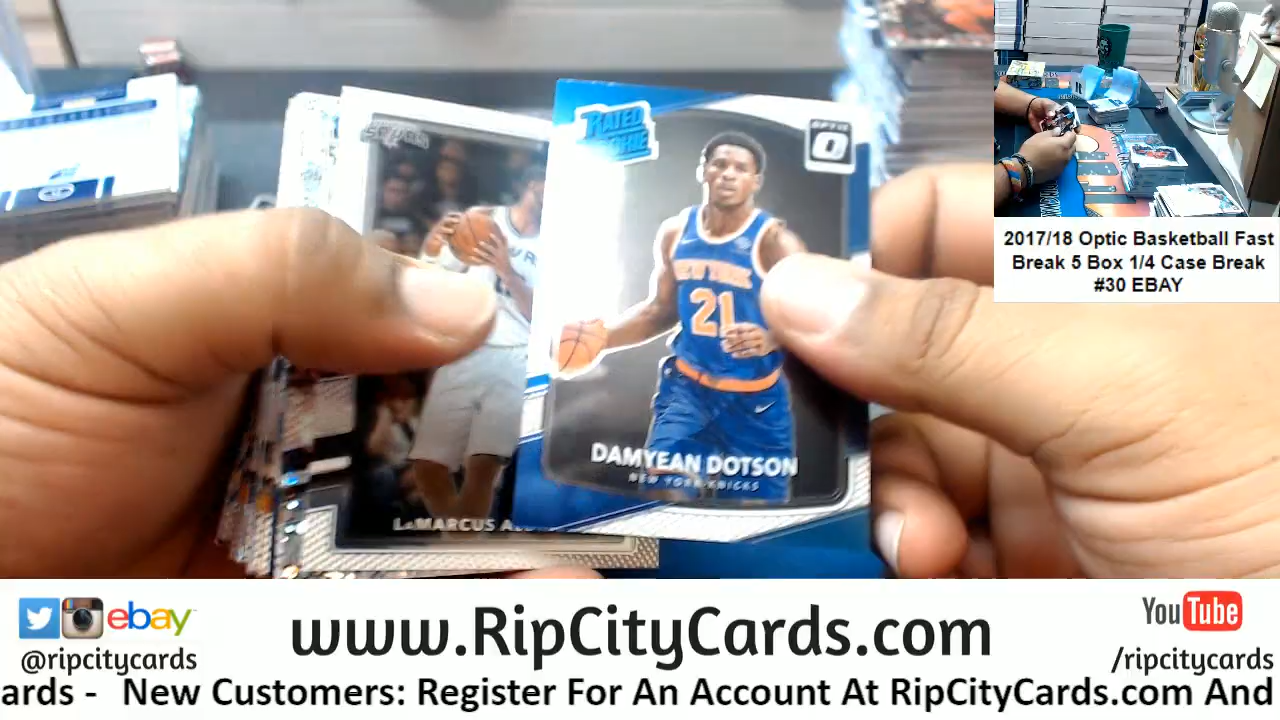 RATED
ROOKIE
OPTIC
NEW YORK
21
DAMYEAN DOTSON
NEW YORK KNICKS
LAMARCUS
2017/18 Optic Basketball Fast
Break 5 Box 1/4 Case Break
#30 EBAY
ebay
@ripcitycards
www.RipCityCards.com
YouTube
/ripcitycards
ards - New Customers: Register For An Account At RipCityCards.com And